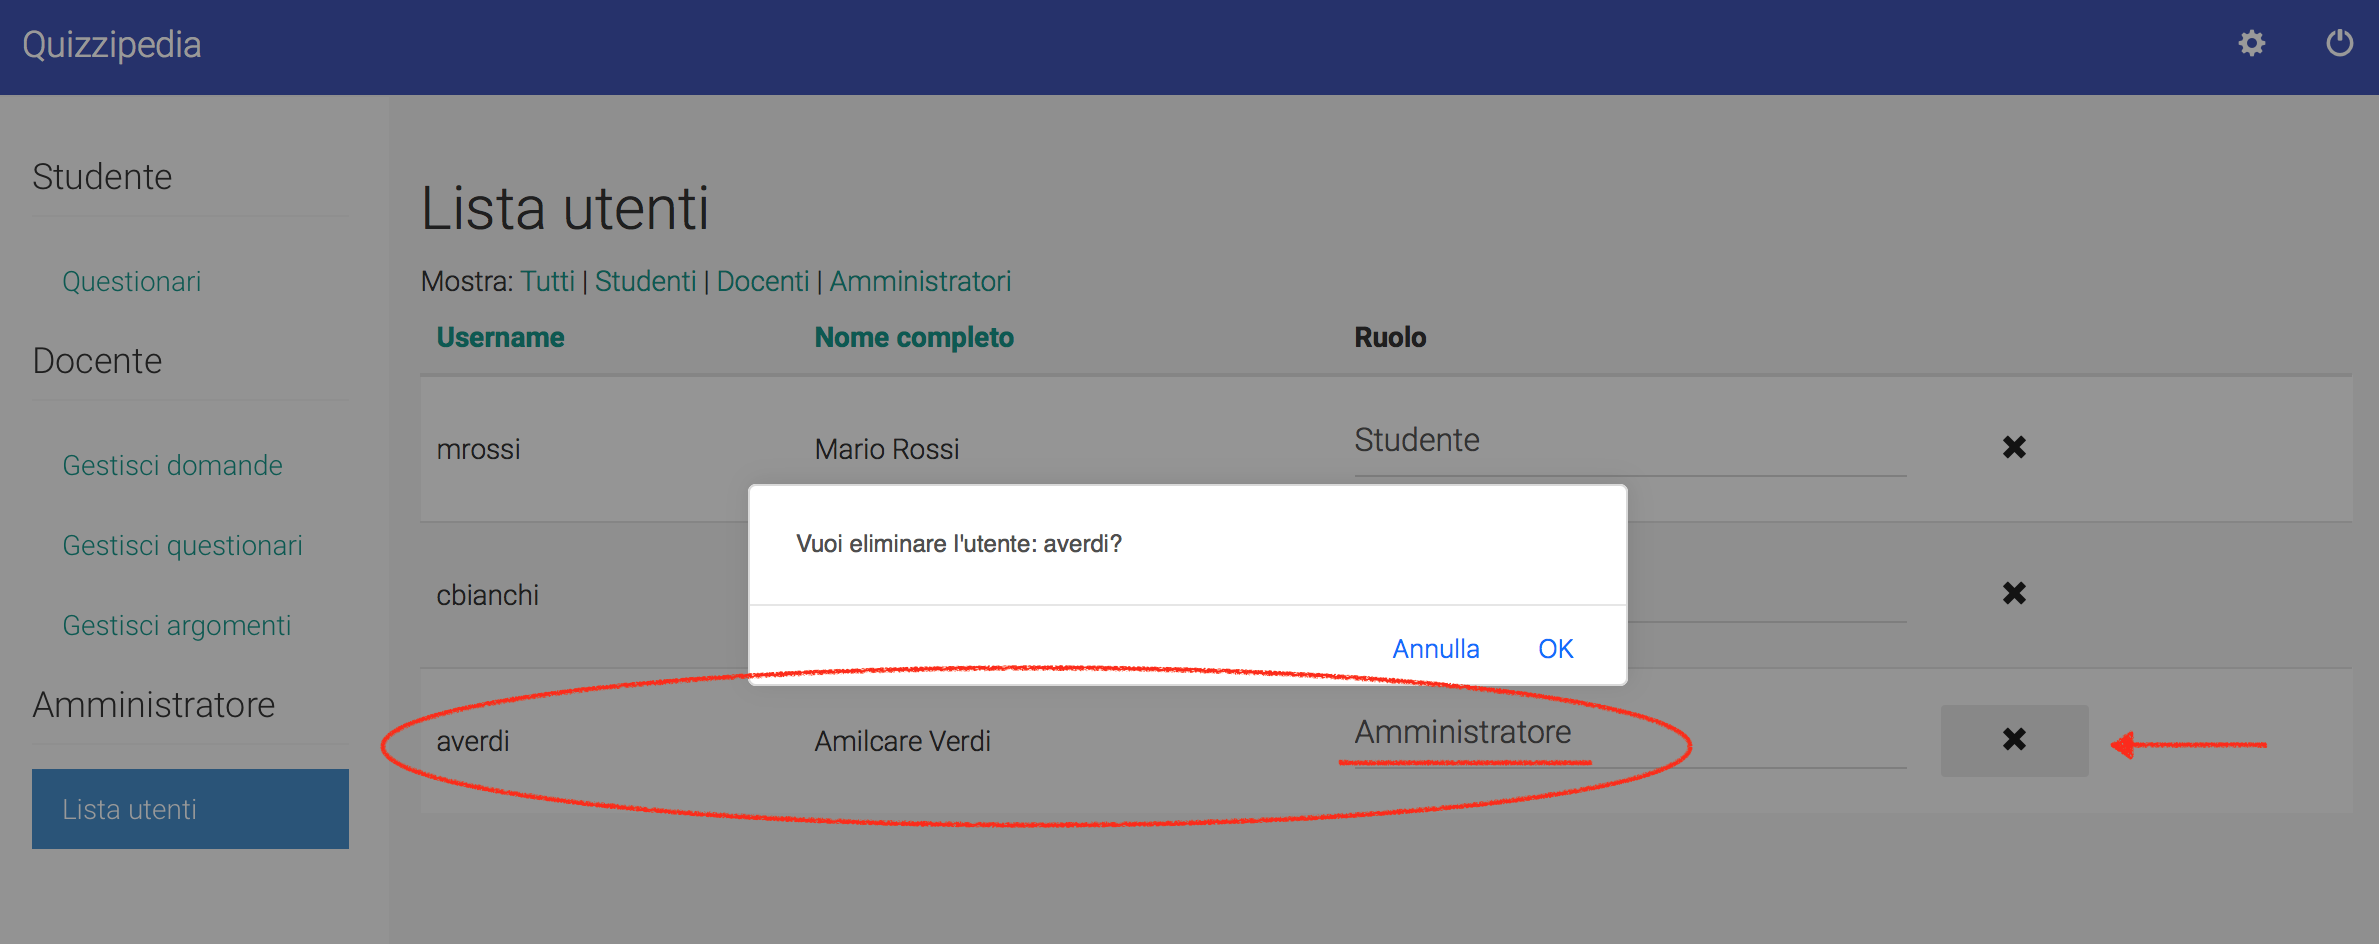 Quizzipedia
Studente
Questionari
Docente
Gestisci domande
Gestisci questionari
Gestisci argomenti
Amministratore
Lista utenti
Lista utenti
Mostra: Tutti | Studenti | Docenti | Amministratori
Username Nome completo Ruolo
mrossi Mario Rossi Studente
Vuoi eliminare l'utente: averdi?
cbianchi
Annulla OK
averdi Amilcare Verdi Amministratore